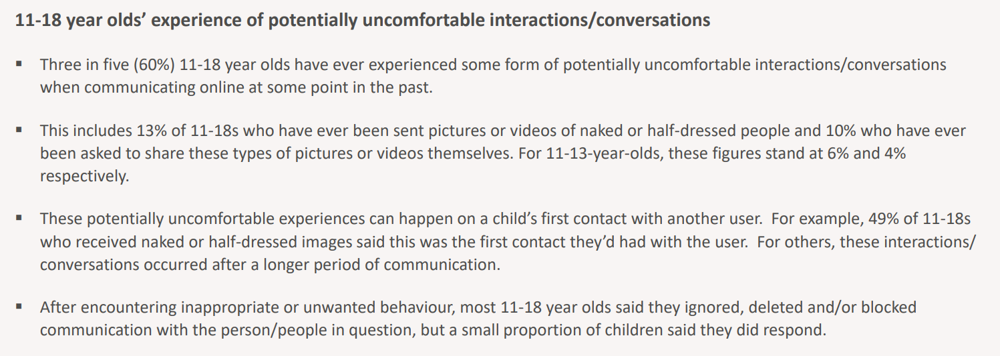 11-18 year olds’ experience of potentially uncomfortable interactions/conversations
▪ Three in five (60%) 11-18 year olds have ever experienced some form of potentially uncomfortable interactions/conversations
when communicating online at some point in the past.
▪ This includes 13% of 11-18s who have ever been sent pictures or videos of naked or half-dressed people and 10% who have ever
been asked to share these types of pictures or videos themselves. For 11-13-year-olds, these figures stand at 6% and 4%
respectively.
▪ These potentially uncomfortable experiences can happen on a child’s first contact with another user.  For example, 49% of 11-18s
who received naked or half-dressed images said this was the first contact they’d had with the user.  For others, these interactions/
conversations occurred after a longer period of communication.
▪ After encountering inappropriate or unwanted behaviour, most 11-18 year olds said they ignored, deleted and/or blocked
communication with the person/people in question, but a small proportion of children said they did respond.